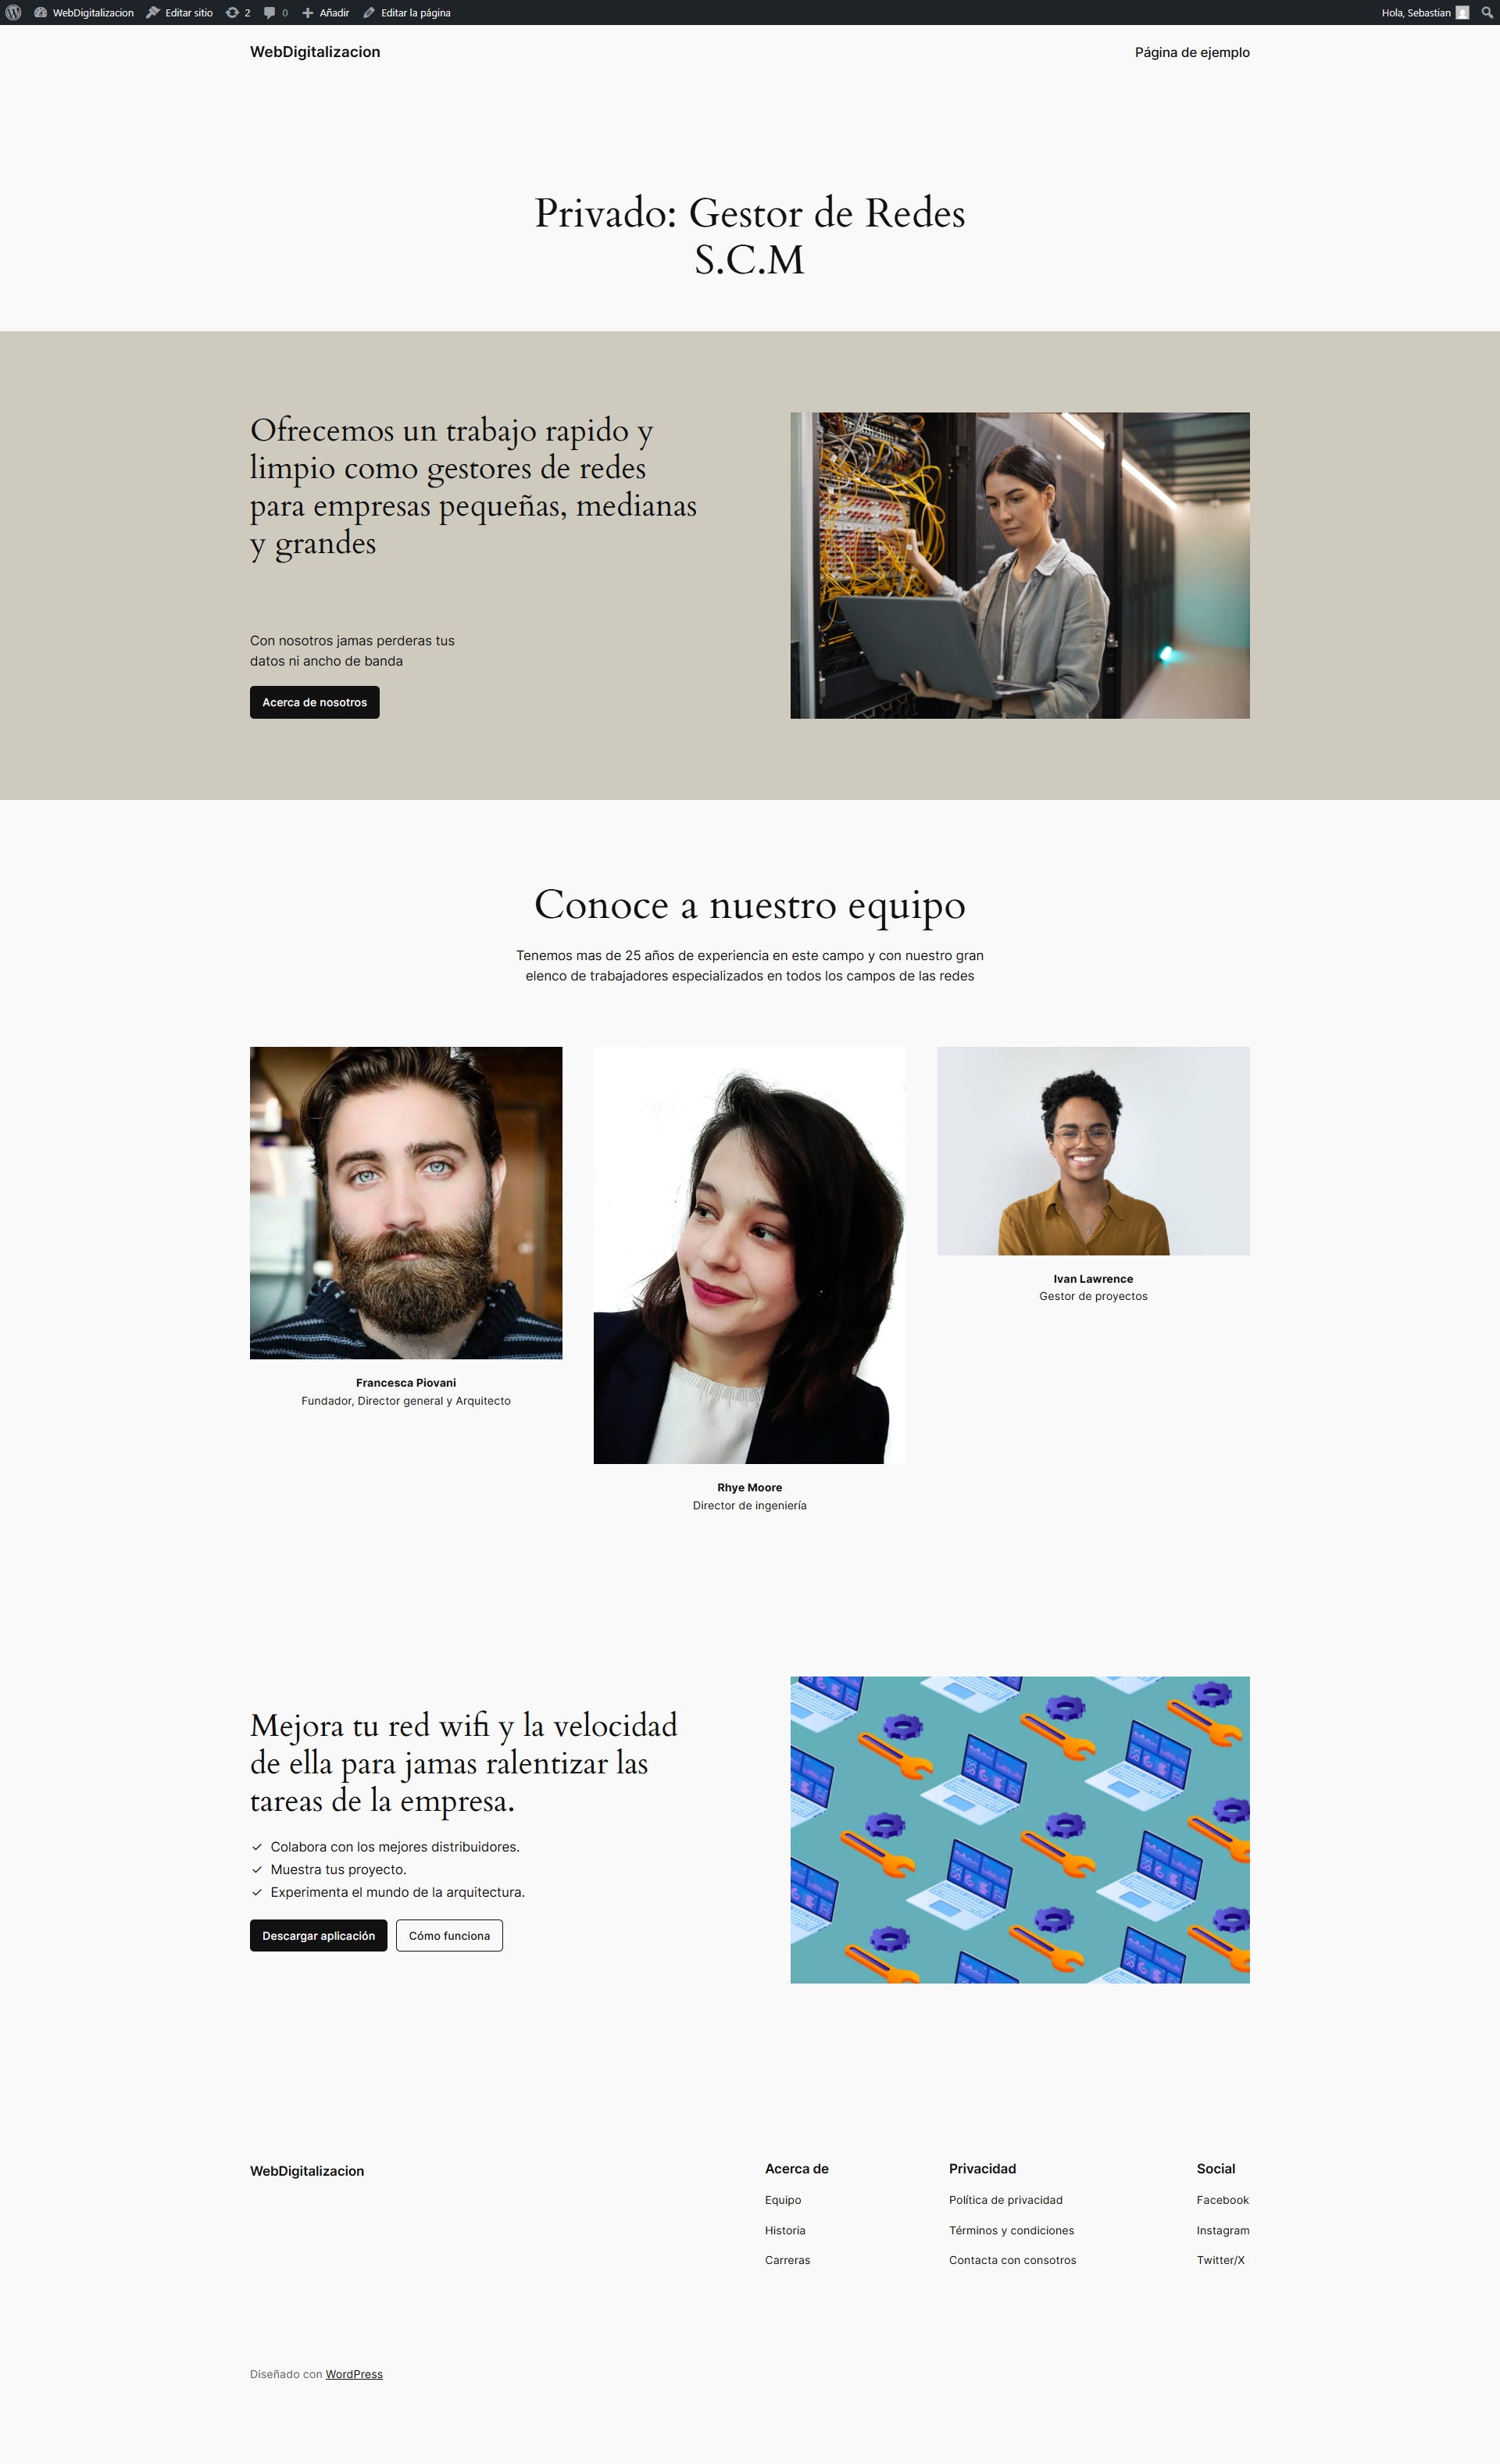 WebDigitalizacion Editar sitio 2 0 Añadir Editar la página Hola, Sebastian
WebDigitalizacion
Página de ejemplo
Privado: Gestor de Redes
S.C.M
Ofrecemos un trabajo rapido y
limpio como gestores de redes
para empresas pequeñas, medianas
y grandes
Con nosotros jamas perderas tus
datos ni ancho de banda
Acerca de nosotros
Conoce a nuestro equipo
Tenemos mas de 25 años de experiencia en este campo y con nuestro gran
elenco de trabajadores especializados en todos los campos de las redes
Francesca Piovani
Fundador, Director general y Arquitecto
Rhye Moore
Director de ingeniería
Ivan Lawrence
Gestor de proyectos
Mejora tu red wifi y la velocidad
de ella para jamas ralentizar las
tareas de la empresa.
Colabora con los mejores distribuidores.
Muestra tus proyecto.
Experimenta el mundo de la arquitectura.
Descargar aplicación
Cómo funciona
WebDigitalizacion
Acerca de
Equipo
Historia
Carreras
Privacidad
Política de privacidad
Términos y condiciones
Contacta con consotros
Social
Facebook
Instagram
Twitter/X
Diseñado con WordPress